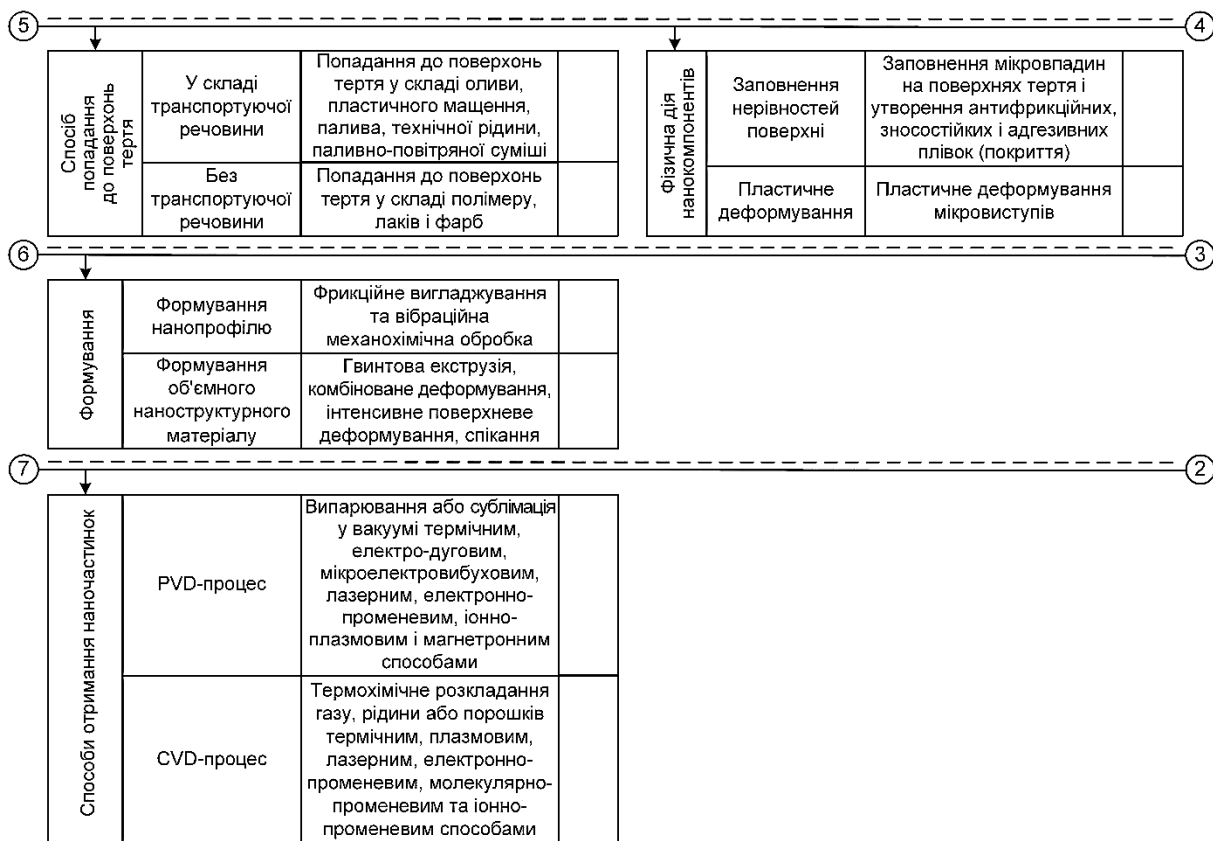 5
4
Спосіб
попадання
до поверхонь
тертя
У складі
транспортуючої
речовини
Попадання до поверхонь
тертя у складі оливи,
пластичного мащення,
палива, технічної рідини,
паливно-повітряної суміші
Без
транспортуючої
речовини
Попадання до поверхонь
тертя у складі полімеру,
лаків і фарб
Фізична дія
нанокомпонентів
Заповнення
нерівностей
поверхні
Заповнення мікровпадин
на поверхнях тертя і
утворення антифрикційних,
зносостійких і адгезивних
плівок (покриття)
Пластичне
деформування
Пластичне деформування
мікровиступів
6
3
Формування
Формування
нанопрофілю
Фрикційне вигладжування
та вібраційна
механохімічна обробка
Формування
об'ємного
наноструктурного
матеріалу
Гвинтова екструзія,
комбіноване деформування,
інтенсивне поверхневе
деформування, спікання
7
2
Способи отримання наночастинок
PVD-процес
Випарювання або сублімація
у вакуумі термічним,
електро-дуговим,
мікроелектровибуховим,
лазерним, електронно-
променевим, іонно-
плазмовим і магнетронним
способами
CVD-процес
Термохімічне розкладання
газу, рідини або порошків
термічним, плазмовим,
лазерним, електронно-
променевим, молекулярно-
променевим та іонно-
променевим способами